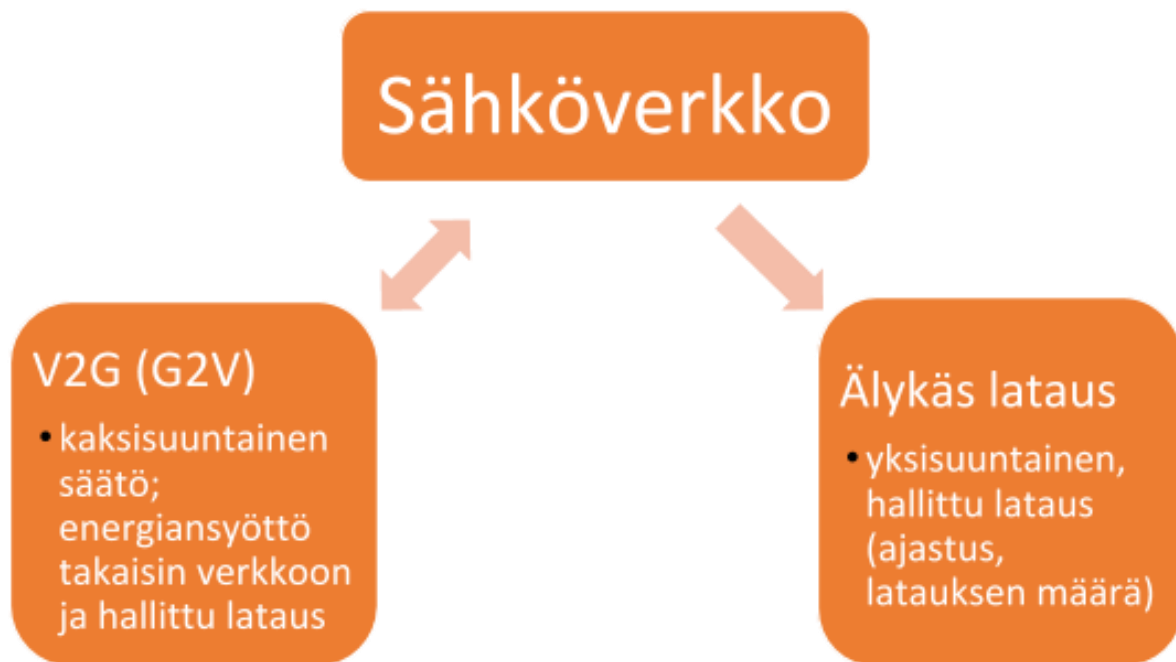 Sähköverkko
V2G (G2V)
• kaksisuuntainen
säätö;
energiansyöttö
takaisin verkkoon
ja hallittu lataus
Älykäs lataus
• yksisuuntainen,
hallittu lataus
(ajastus,
latauksen määrä)